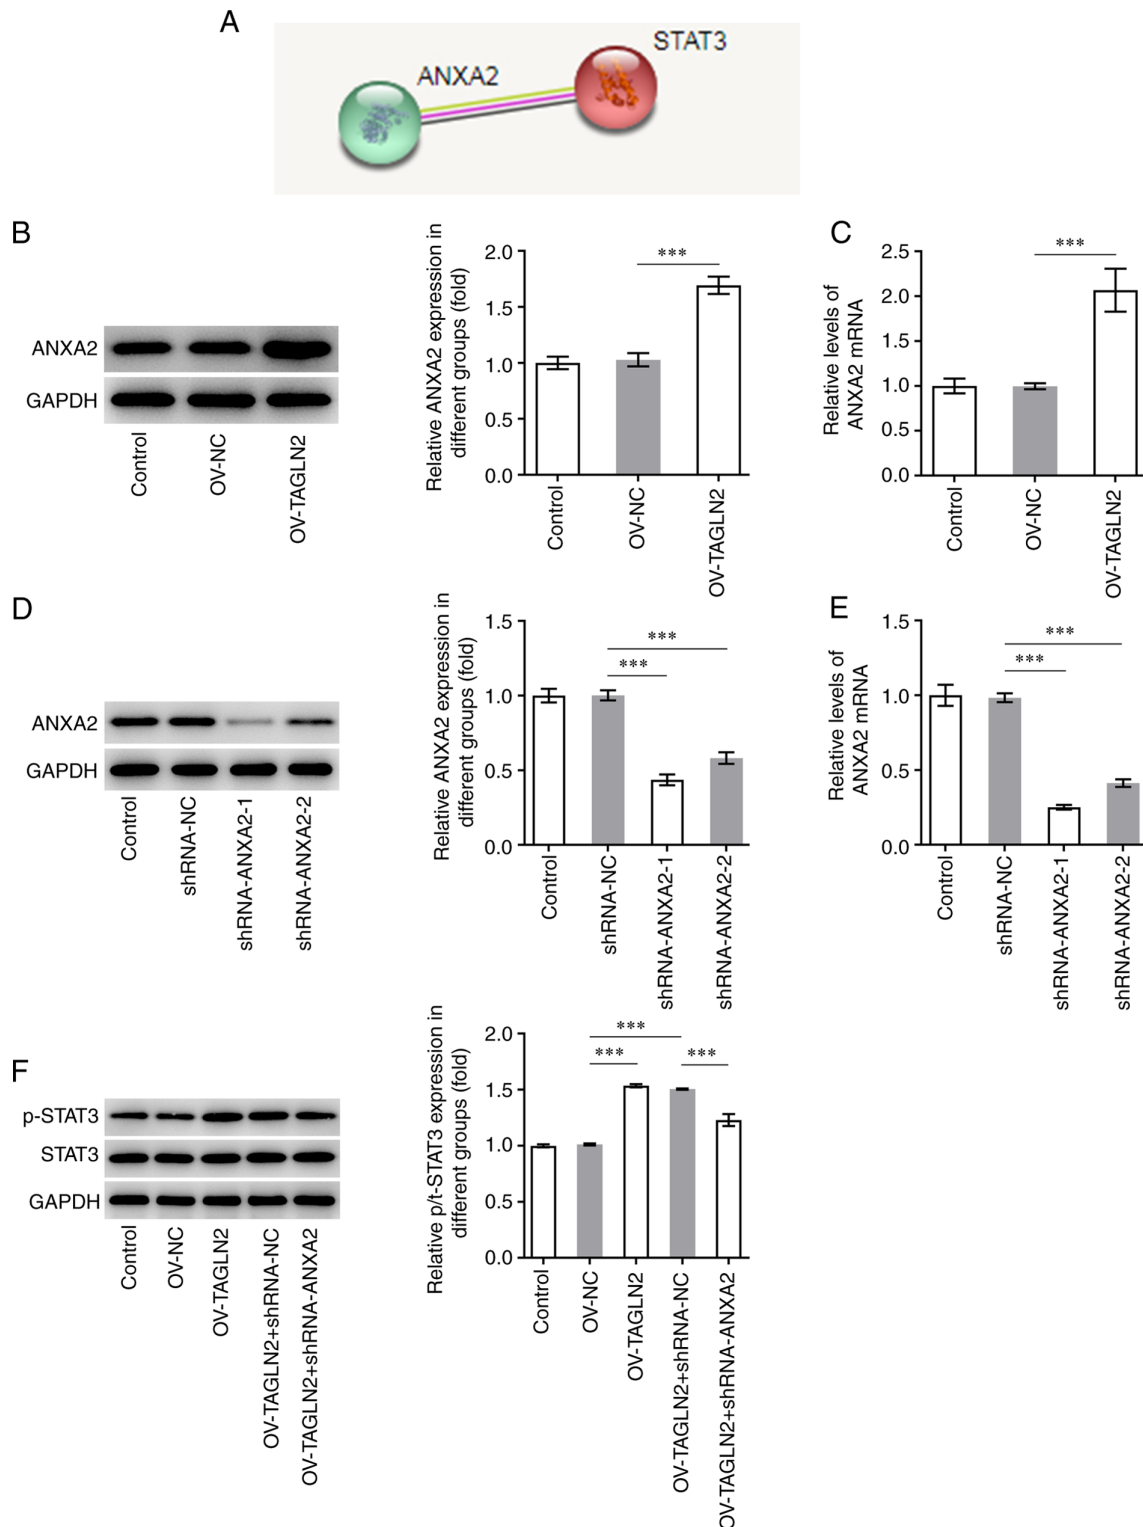 A
ANXA2
STAT3
B
ANXA2
GAPDH
Control
OV-NC
OV-TAGLN2
Relative ANXA2 expression in
different groups (fold)
2.0
1.5
1.0
0.5
0.0
***
Control
OV-NC
OV-TAGLN2
C
Relative levels of
ANXA2 mRNA
2.5
2.0
1.5
1.0
0.5
0.0
***
Control
OV-NC
OV-TAGLN2
D
ANXA2
GAPDH
Control
shRNA-NC
shRNA-ANXA2-1
shRNA-ANXA2-2
Relative ANXA2 expression in
different groups (fold)
1.5
1.0
0.5
0.0
***
***
Control
shRNA-NC
shRNA-ANXA2-1
shRNA-ANXA2-2
E
Relative levels of
ANXA2 mRNA
1.5
1.0
0.5
0.0
***
***
Control
shRNA-NC
shRNA-ANXA2-1
shRNA-ANXA2-2
F
p-STAT3
STAT3
GAPDH
Control
OV-NC
OV-TAGLN2
OV-TAGLN2+shRNA-NC
OV-TAGLN2+shRNA-ANXA2
Relative p/t-STAT3 expression in
different groups (fold)
2.0
1.5
1.0
0.5
0.0
***
***
***
Control
OV-NC
OV-TAGLN2
OV-TAGLN2+shRNA-NC
OV-TAGLN2+shRNA-ANXA2